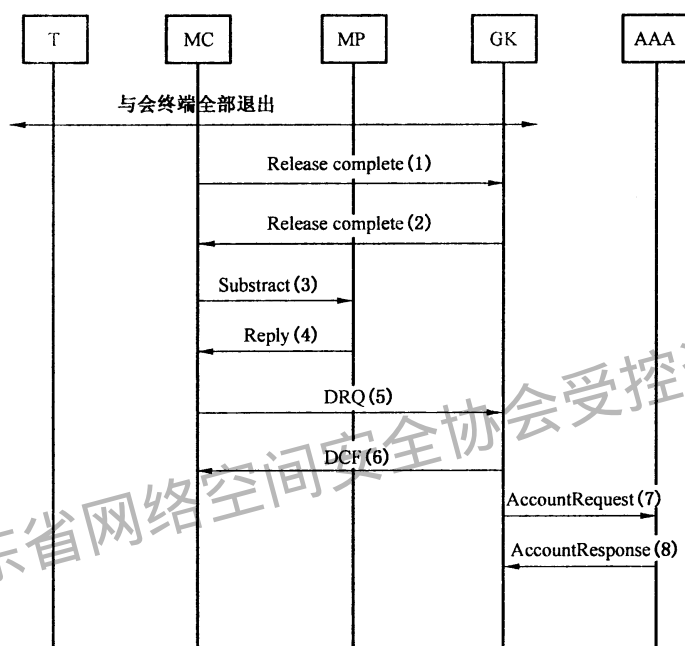 T
MC
MP
GK
AAA
与会终端全部退出
Release complete(1)
Release complete(2)
Substract(3)
Reply(4)
DRQ(5)
DCF(6)
AccountRequest(7)
AccountResponse(8)
东省网络空间安全协会受控